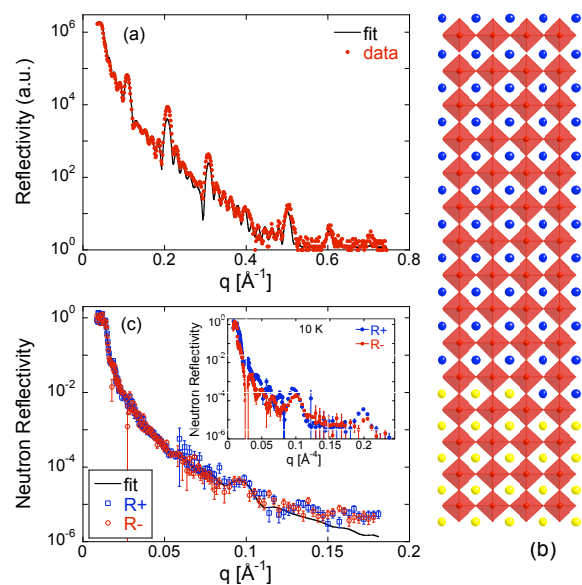 (a)
fit
data
Reflectivity (a.u.)
10^6
10^4
10^2
10^0
0
0.2
0.4
0.6
0.8
q [Å^-1]
(c)
Neutron Reflectivity
10^0
10^-2
10^-4
10^-6
0
0.05
0.1
0.15
0.2
q [Å^-1]
fit
R+
R-
10 K
R+
R-
Neutron Reflectivity
10^0
10^-2
10^-4
10^-6
0
0.05
0.1
0.15
0.2
q [Å^-4]
(b)